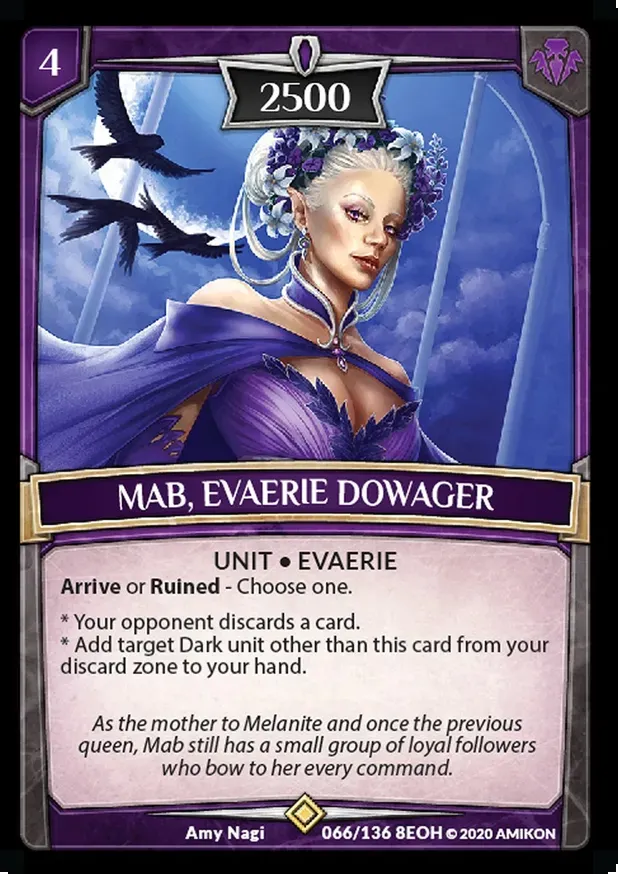 4
2500
MAB, EVAERIE DOWAGER
UNIT • EVAERIE
Arrive or Ruined - Choose one.
* Your opponent discards a card.
* Add target Dark unit other than this card from your
discard zone to your hand.
As the mother to Melanite and once the previous
queen, Mab still has a small group of loyal followers
who bow to her every command.
Amy Nagi 066/136 8EOH © 2020 AMIKON